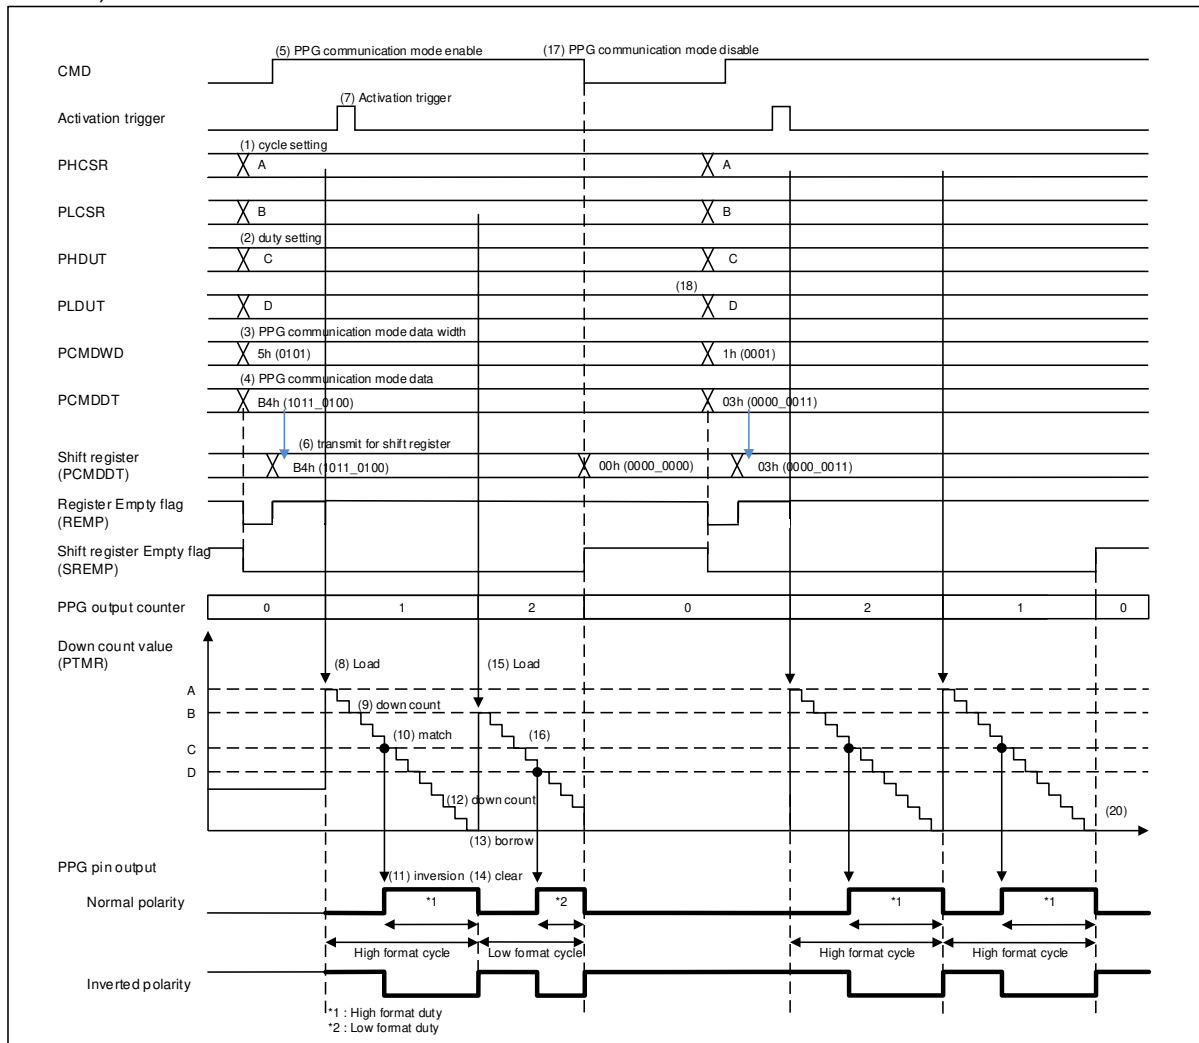 (5) PPG communication mode enable
(17) PPG communication mode disable
CMD
(7) Activation trigger
Activation trigger
(1) cycle setting
PHCSR
A
A
PLCSR
B
B
(2) duty setting
PHDUT
C
C
(18)
PLDUT
D
D
(3) PPG communication mode data width
PCMDWD
5h (0101)
1h (0001)
(4) PPG communication mode data
PCMDDT
B4h (1011_0100)
03h (0000_0011)
(6) transmit for shift register
Shift register
(PCMDDT)
B4h (1011_0100)
00h (0000_0000)
03h (0000_0011)
Register Empty flag
(REMP)
Shift register Empty flag
(SREMP)
PPG output counter
0
1
2
0
2
1
0
Down count value
(PTMR)
(8) Load
(15) Load
A
(9) down count
B
(10) match
(16)
C
D
(12) down count
(20)
(13) borrow
PPG pin output
(11) inversion (14) clear
Normal polarity
*1
*2
*1
*1
High format cycle
Low format cycle
High format cycle
High format cycle
Inverted polarity
*1 : High format duty
*2 : Low format duty